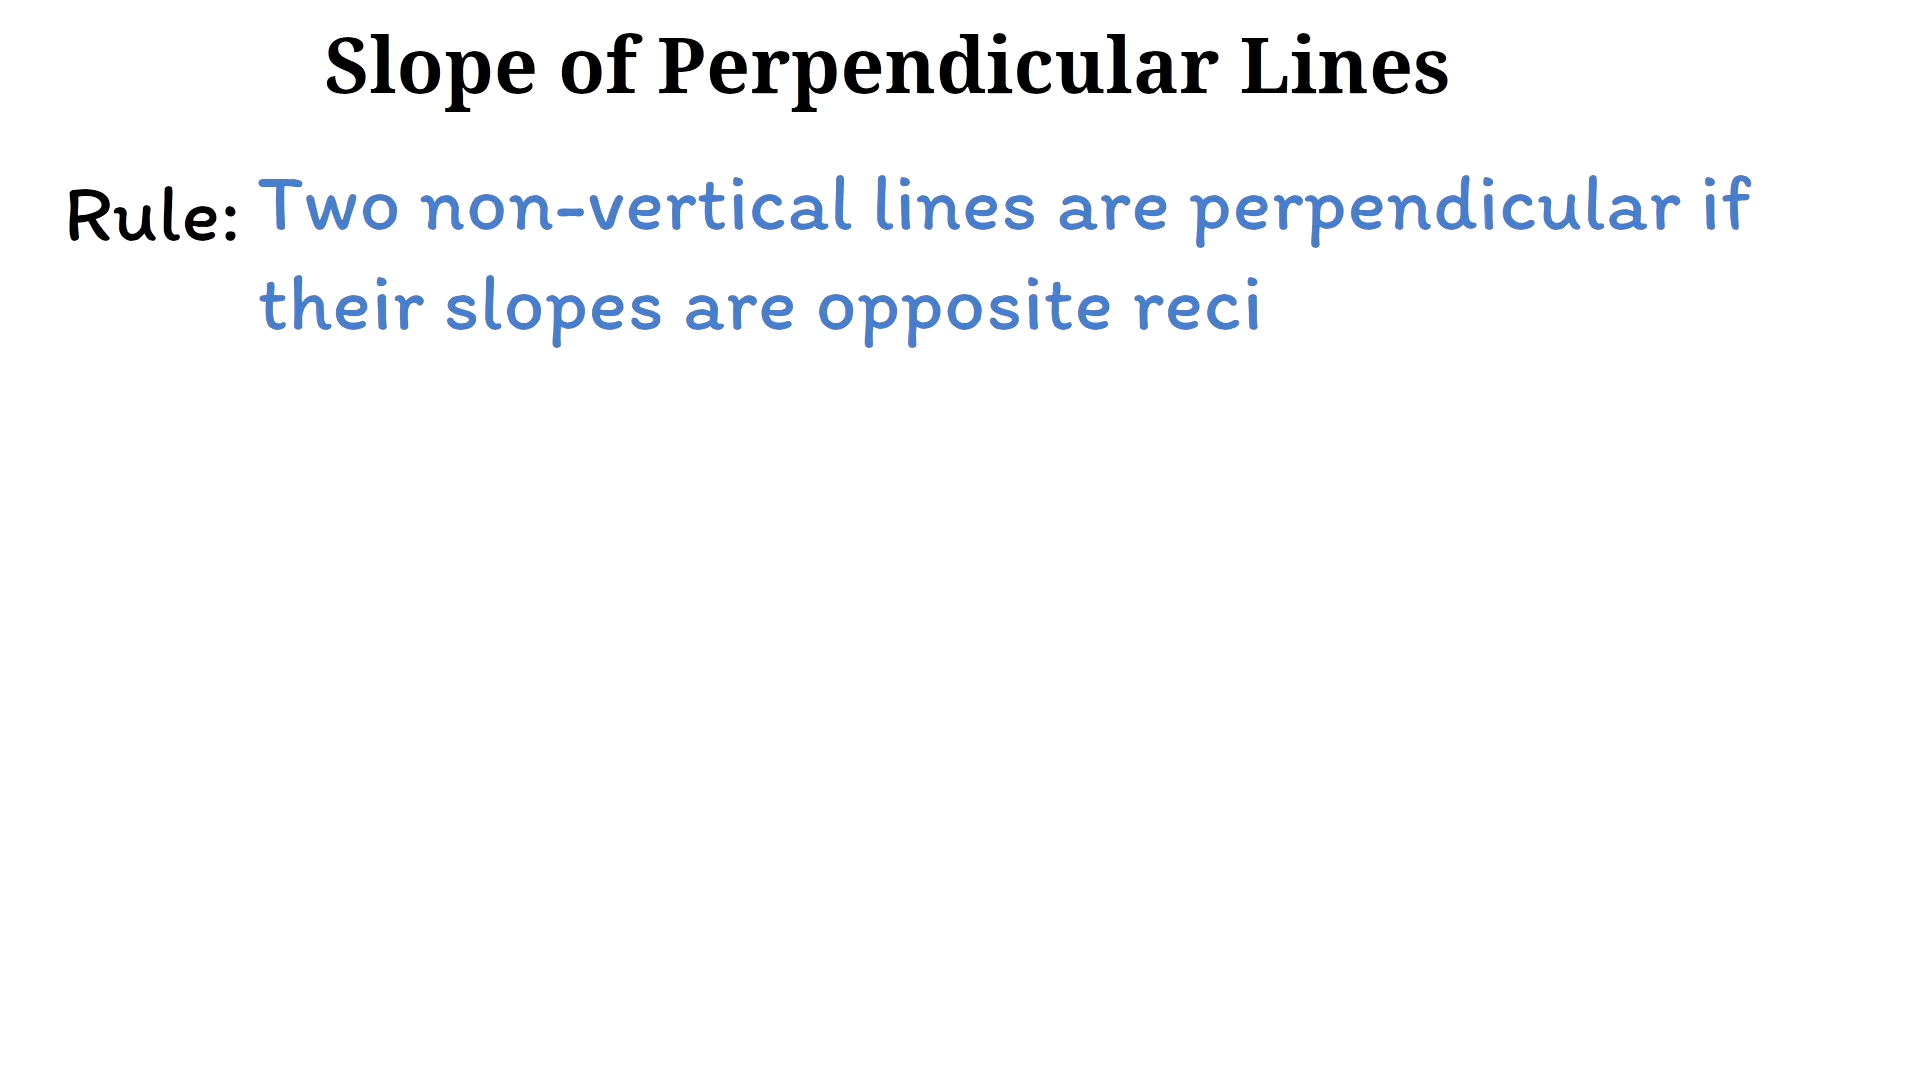 Slope of Perpendicular Lines
Rule: Two non-vertical lines are perpendicular if
their slopes are opposite reci